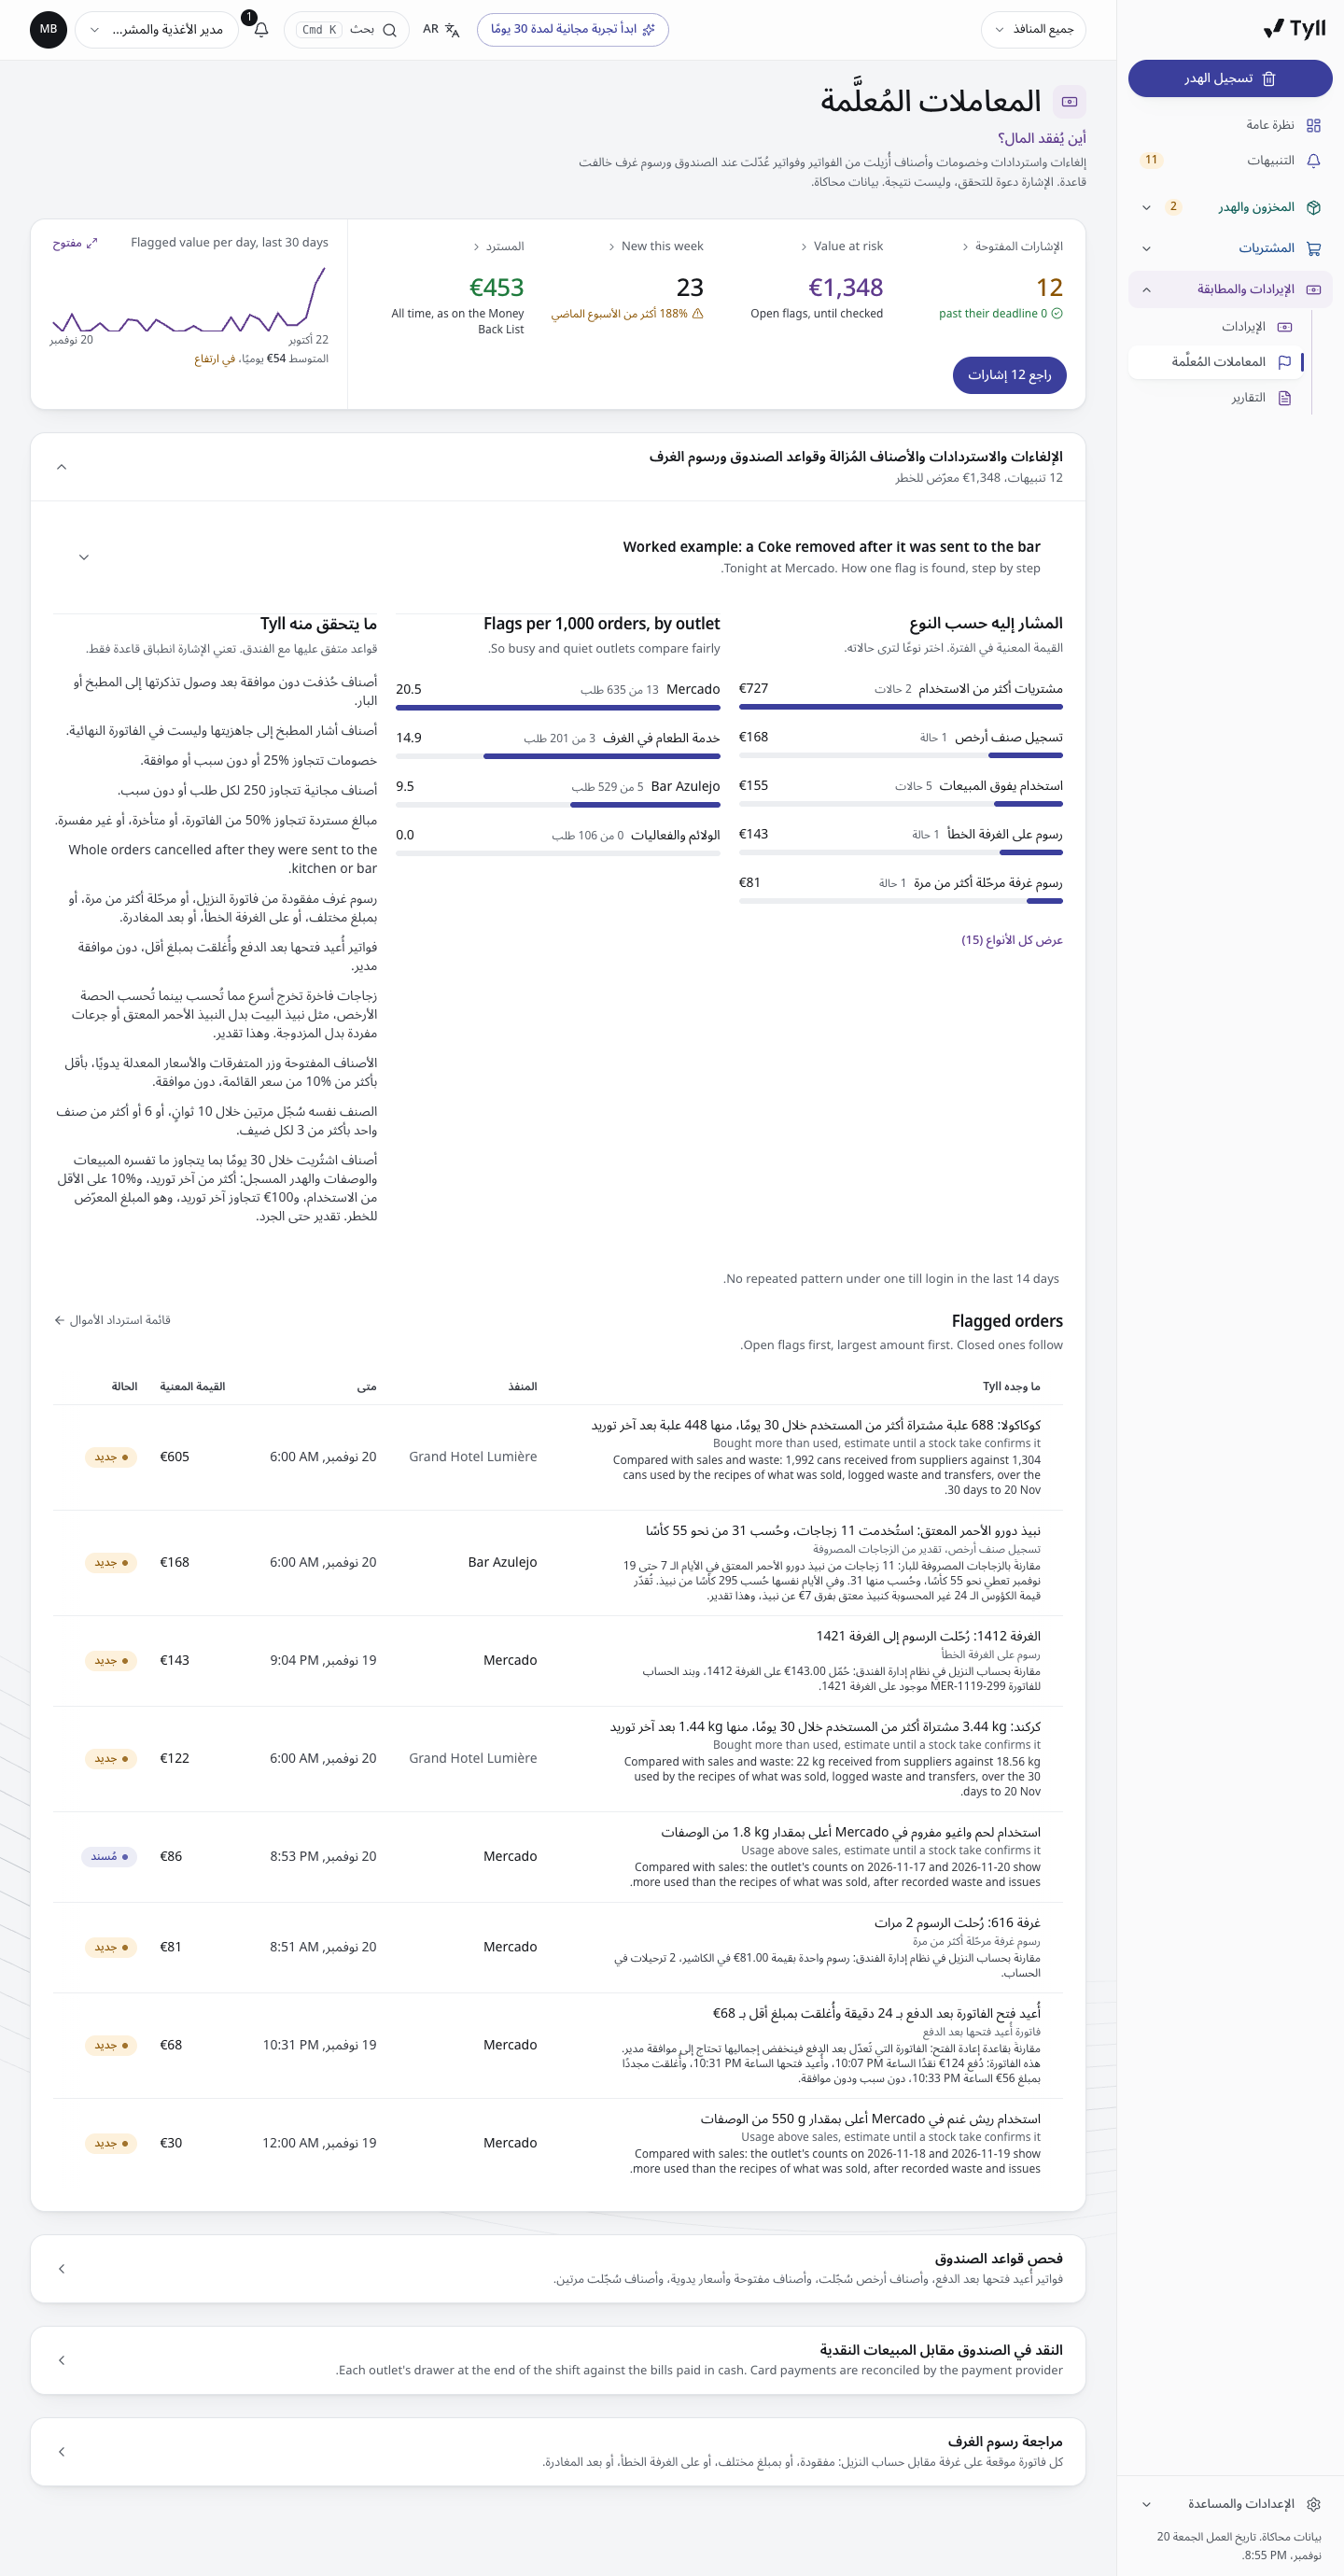 Tyll
تسجيل الهدر
نظرة عامة
التنبيهات 11
المخزون والهدر 2
المشتريات
الإيرادات والمطابقة
الإيرادات
المعاملات المُعلَّمة
التقارير
الإعدادات والمساعدة
بيانات محاكاة. تاريخ العمل الجمعة 20
نوفمبر، 8:55 PM.
جميع المنافذ
ابدأ تجربة مجانية لمدة 30 يومًا
AR
بحث Cmd K
1
مدير الأغذية والمشر...
MB
المعاملات المُعلَّمة
أين يُفقد المال؟
إلغاءات واستردادات وخصومات وأصناف أُزيلت من الفواتير وفواتير عُدّلت عند الصندوق ورسوم غرف خالفت
قاعدة. الإشارة دعوة للتحقق، وليست نتيجة. بيانات محاكاة.
الإشارات المفتوحة
12
0 past their deadline
Value at risk
€1,348
Open flags, until checked
New this week
23
188% أكثر من الأسبوع الماضي
المسترد
€453
All time, as on the Money
Back List
راجع 12 إشارات
Flagged value per day, last 30 days
مفتوح
22 أكتوبر
20 نوفمبر
المتوسط €54 يوميًا، في ارتفاع
الإلغاءات والاستردادات والأصناف المُزالة وقواعد الصندوق ورسوم الغرف
12 تنبيهات، €1,348 معرّض للخطر
Worked example: a Coke removed after it was sent to the bar
Tonight at Mercado. How one flag is found, step by step.
المشار إليه حسب النوع
القيمة المعنية في الفترة. اختر نوعًا لترى حالاته.
مشتريات أكثر من الاستخدام 2 حالات €727
تسجيل صنف أرخص 1 حالة €168
استخدام يفوق المبيعات 5 حالات €155
رسوم على الغرفة الخطأ 1 حالة €143
رسوم غرفة مرحّلة أكثر من مرة 1 حالة €81
عرض كل الأنواع (15)
Flags per 1,000 orders, by outlet
So busy and quiet outlets compare fairly.
Mercado 13 من 635 طلب 20.5
خدمة الطعام في الغرف 3 من 201 طلب 14.9
Bar Azulejo 5 من 529 طلب 9.5
الولائم والفعاليات 0 من 106 طلب 0.0
ما يتحقق منه Tyll
قواعد متفق عليها مع الفندق. تعني الإشارة انطباق قاعدة فقط.
أصناف حُذفت دون موافقة بعد وصول تذكرتها إلى المطبخ أو
البار.
أصناف أشار المطبخ إلى جاهزيتها وليست في الفاتورة النهائية.
خصومات تتجاوز 25% أو دون سبب أو موافقة.
أصناف مجانية تتجاوز 250 لكل طلب أو دون سبب.
مبالغ مستردة تتجاوز 50% من الفاتورة، أو متأخرة، أو غير مفسرة.
Whole orders cancelled after they were sent to the
kitchen or bar.
رسوم غرف مفقودة من فاتورة النزيل، أو مرحّلة أكثر من مرة، أو
بمبلغ مختلف، أو على الغرفة الخطأ، أو بعد المغادرة.
فواتير أُعيد فتحها بعد الدفع وأُغلقت بمبلغ أقل، دون موافقة
مدير.
زجاجات فاخرة تخرج أسرع مما تُحسب بينما تُحسب الحصة
الأرخص، مثل نبيذ البيت بدل النبيذ الأحمر المعتق أو جرعات
مفردة بدل المزدوجة. وهذا تقدير.
الأصناف المفتوحة وزر المتفرقات والأسعار المعدلة يدويًا، بأقل
بأكثر من 10% من سعر القائمة، دون موافقة.
الصنف نفسه سُجّل مرتين خلال 10 ثوانٍ، أو 6 أو أكثر من صنف
واحد بأكثر من 3 لكل ضيف.
أصناف اشتُريت خلال 30 يومًا بما يتجاوز ما تفسره المبيعات
والوصفات والهدر المسجل: أكثر من آخر توريد، و10% على الأقل
من الاستخدام، و€100 تتجاوز آخر توريد، وهو المبلغ المعرّض
للخطر. تقدير حتى الجرد.
No repeated pattern under one till login in the last 14 days.
Flagged orders
Open flags first, largest amount first. Closed ones follow.
قائمة استرداد الأموال
ما وجده Tyll المنفذ متى القيمة المعنية الحالة
كوكاكولا: 688 علبة مشتراة أكثر من المستخدم خلال 30 يومًا، منها 448 علبة بعد آخر توريد
Bought more than used, estimate until a stock take confirms it
Compared with sales and waste: 1,992 cans received from suppliers against 1,304
cans used by the recipes of what was sold, logged waste and transfers, over the
30 days to 20 Nov.
Grand Hotel Lumière 20 نوفمبر, 6:00 AM €605 جديد
نبيذ دورو الأحمر المعتق: استُخدمت 11 زجاجات، وحُسب 31 من نحو 55 كأسًا
تسجيل صنف أرخص، تقدير من الزجاجات المصروفة
مقارنةً بالزجاجات المصروفة للبار: 11 زجاجات من نبيذ دورو الأحمر المعتق في الأيام الـ 7 حتى 19
نوفمبر تعطي نحو 55 كأسًا، وحُسب منها 31. وفي الأيام نفسها حُسب 295 كأسًا من نبيذ. تُقدّر
قيمة الكؤوس الـ 24 غير المحسوبة كنبيذ معتق بفرق €7 عن نبيذ، وهذا تقدير.
Bar Azulejo 20 نوفمبر, 6:00 AM €168 جديد
الغرفة 1412: رُحّلت الرسوم إلى الغرفة 1421
رسوم على الغرفة الخطأ
مقارنة بحساب النزيل في نظام إدارة الفندق: حُمّل €143.00 على الغرفة 1412، وبند الحساب
للفاتورة MER-1119-299 موجود على الغرفة 1421.
Mercado 19 نوفمبر, 9:04 PM €143 جديد
كركند: 3.44 kg مشتراة أكثر من المستخدم خلال 30 يومًا، منها 1.44 kg بعد آخر توريد
Bought more than used, estimate until a stock take confirms it
Compared with sales and waste: 22 kg received from suppliers against 18.56 kg
used by the recipes of what was sold, logged waste and transfers, over the 30
days to 20 Nov.
Grand Hotel Lumière 20 نوفمبر, 6:00 AM €122 جديد
استخدام لحم واغيو مفروم في Mercado أعلى بمقدار 1.8 kg من الوصفات
Usage above sales, estimate until a stock take confirms it
Compared with sales: the outlet's counts on 2026-11-17 and 2026-11-20 show
more used than the recipes of what was sold, after recorded waste and issues.
Mercado 20 نوفمبر, 8:53 PM €86 مُسند
غرفة 616: رُحلت الرسوم 2 مرات
رسوم غرفة مرحّلة أكثر من مرة
مقارنة بحساب النزيل في نظام إدارة الفندق: رسوم واحدة بقيمة €81.00 في الكاشير، 2 ترحيلات في
الحساب.
Mercado 20 نوفمبر, 8:51 AM €81 جديد
أُعيد فتح الفاتورة بعد الدفع بـ 24 دقيقة وأُغلقت بمبلغ أقل بـ €68
فاتورة أُعيد فتحها بعد الدفع
مقارنةً بقاعدة إعادة الفتح: الفاتورة التي تُعدّل بعد الدفع فينخفض إجماليها تحتاج إلى موافقة مدير.
هذه الفاتورة: دُفع €124 نقدًا الساعة 10:07 PM، وأُعيد فتحها الساعة 10:31 PM، وأُغلقت مجددًا
بمبلغ €56 الساعة 10:33 PM، دون سبب ودون موافقة.
Mercado 19 نوفمبر, 10:31 PM €68 جديد
استخدام ريش غنم في Mercado أعلى بمقدار 550 g من الوصفات
Usage above sales, estimate until a stock take confirms it
Compared with sales: the outlet's counts on 2026-11-18 and 2026-11-19 show
more used than the recipes of what was sold, after recorded waste and issues.
Mercado 19 نوفمبر, 12:00 AM €30 جديد
فحص قواعد الصندوق
فواتير أُعيد فتحها بعد الدفع، وأصناف أرخص سُجّلت، وأصناف مفتوحة وأسعار يدوية، وأصناف سُجّلت مرتين.
النقد في الصندوق مقابل المبيعات النقدية
Each outlet's drawer at the end of the shift against the bills paid in cash. Card payments are reconciled by the payment provider.
مراجعة رسوم الغرف
كل فاتورة موقعة على غرفة مقابل حساب النزيل: مفقودة، أو بمبلغ مختلف، أو على الغرفة الخطأ، أو بعد المغادرة.